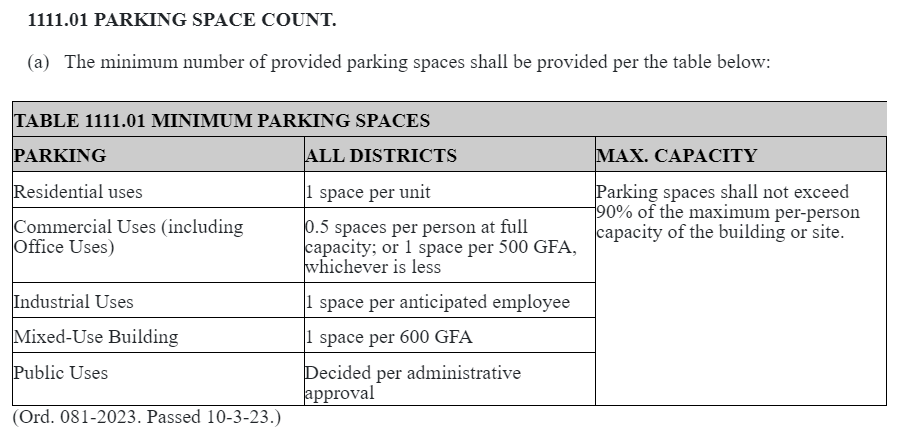 1111.01 PARKING SPACE COUNT.
(a) The minimum number of provided parking spaces shall be provided per the table below:
TABLE 1111.01 MINIMUM PARKING SPACES
PARKING
ALL DISTRICTS
MAX. CAPACITY
Residential uses
1 space per unit
Parking spaces shall not exceed
90% of the maximum per-person
capacity of the building or site.
Commercial Uses (including
Office Uses)
0.5 spaces per person at full
capacity; or 1 space per 500 GFA,
whichever is less
Industrial Uses
1 space per anticipated employee
Mixed-Use Building
1 space per 600 GFA
Public Uses
Decided per administrative
approval
(Ord. 081-2023. Passed 10-3-23.)